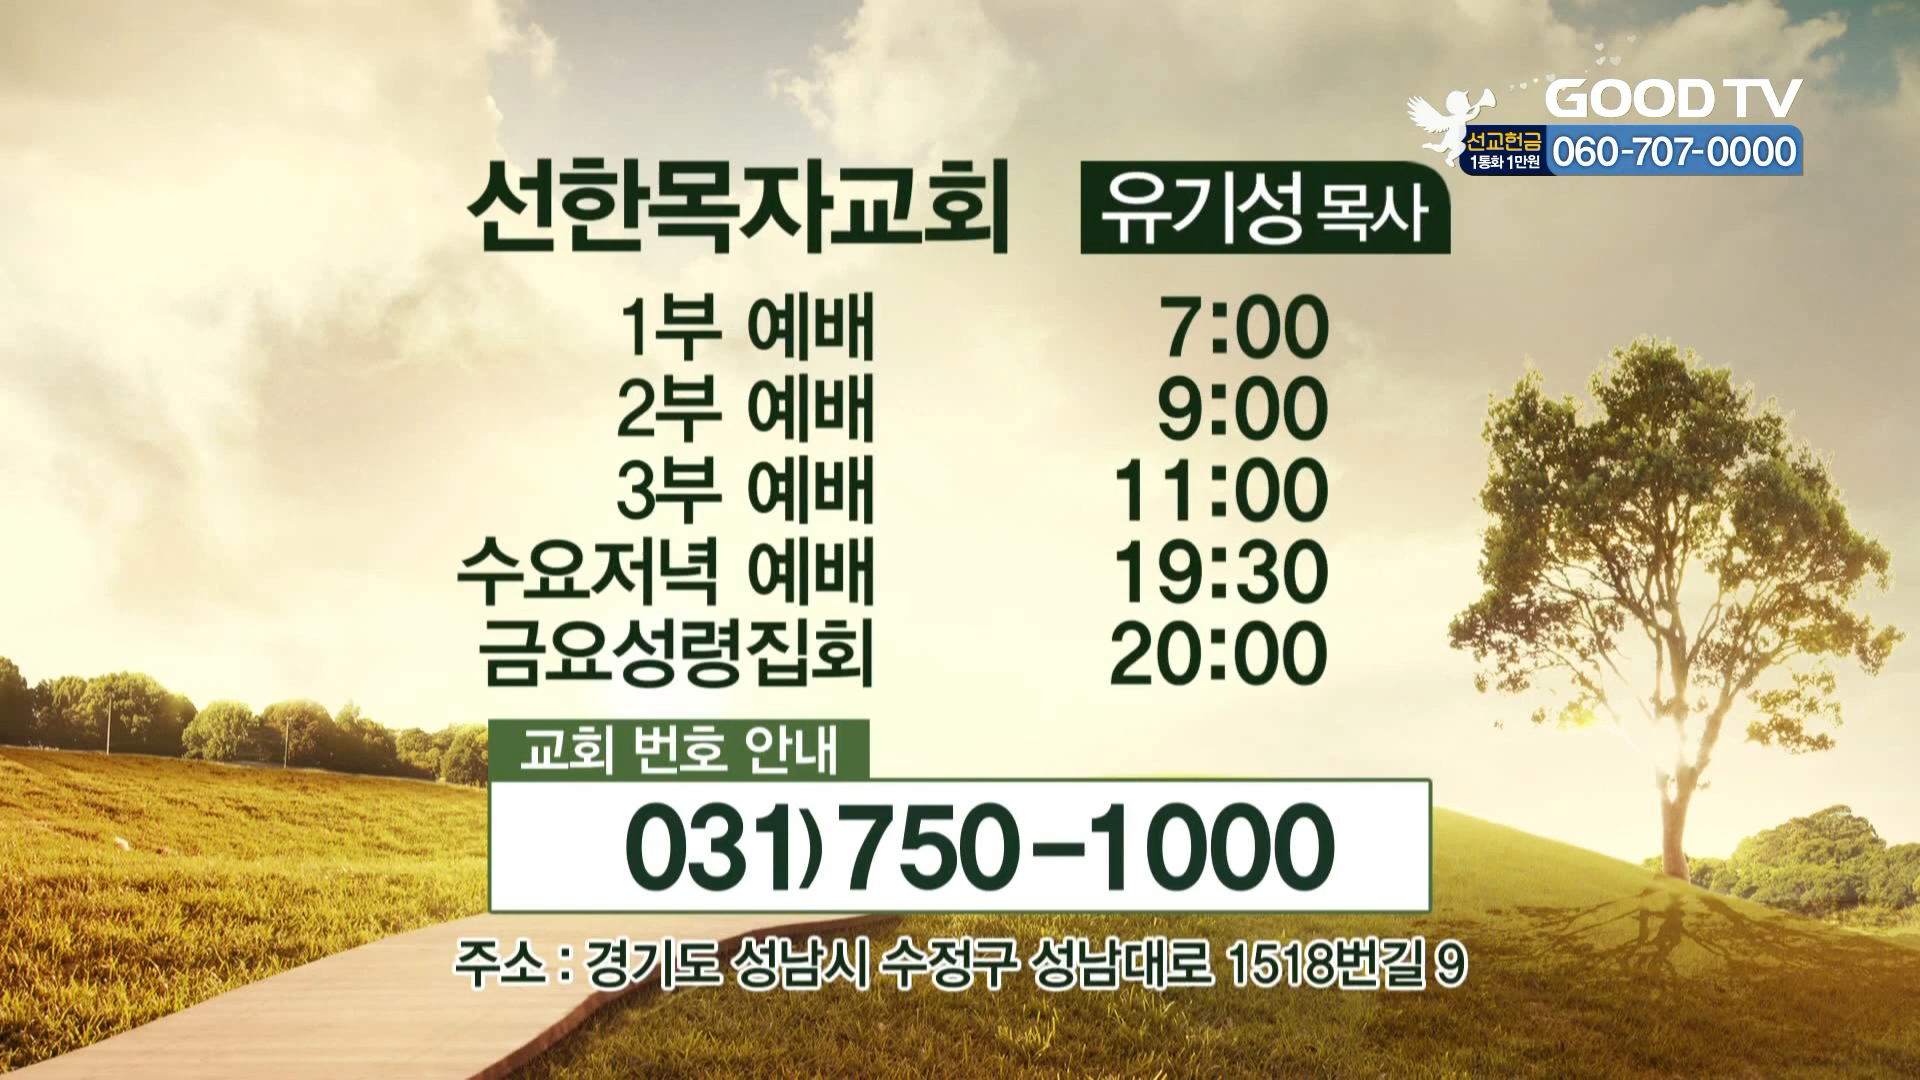 GOOD TV
선교헌금
1통화 1만원
060-707-0000
선한목자교회 유기성 목사
1부 예배 7:00
2부 예배 9:00
3부 예배 11:00
수요저녁 예배 19:30
금요성령집회 20:00
교회 번호 안내
031)750-1000
주소 : 경기도 성남시 수정구 성남대로 1518번길 9